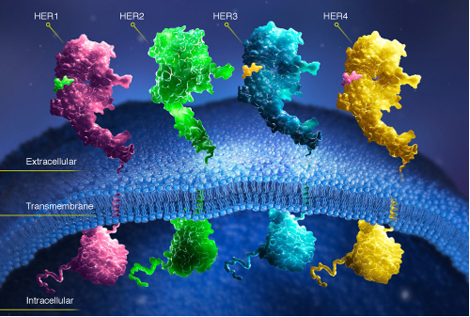 HER1
HER2
HER3
HER4
Extracellular
Transmembrane
Intracellular